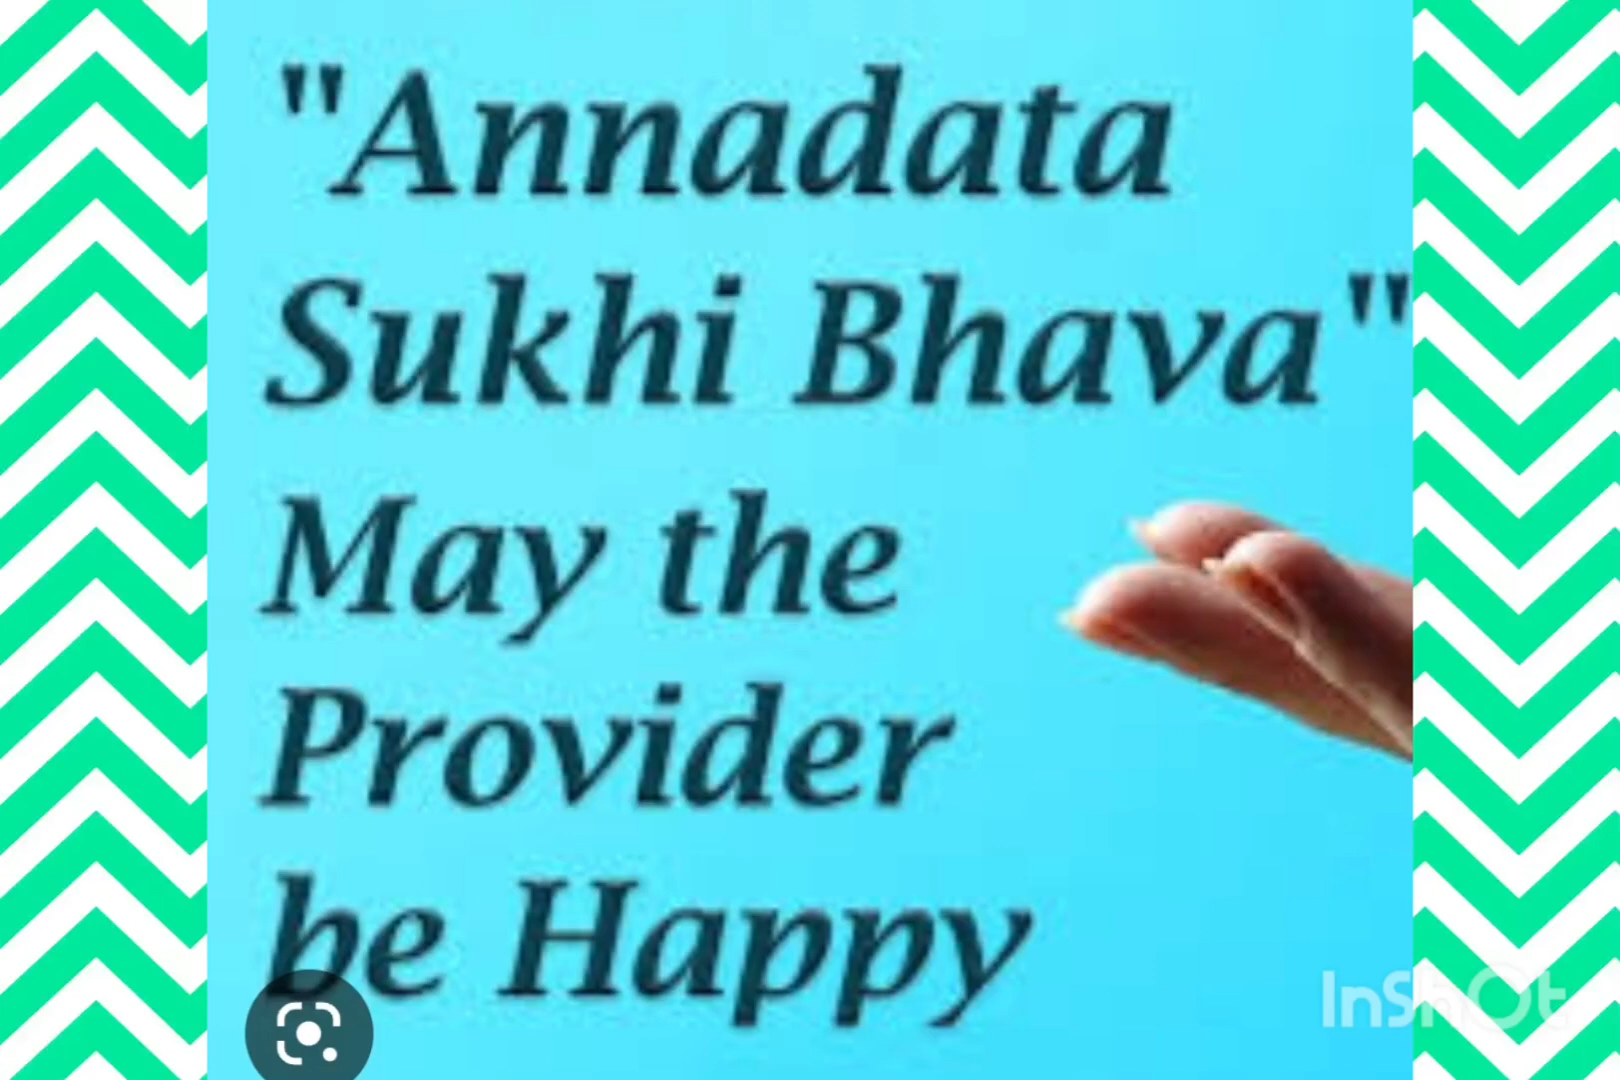 "Annadata
Sukhi Bhava"
May the
Provider
be Happy
InShOt